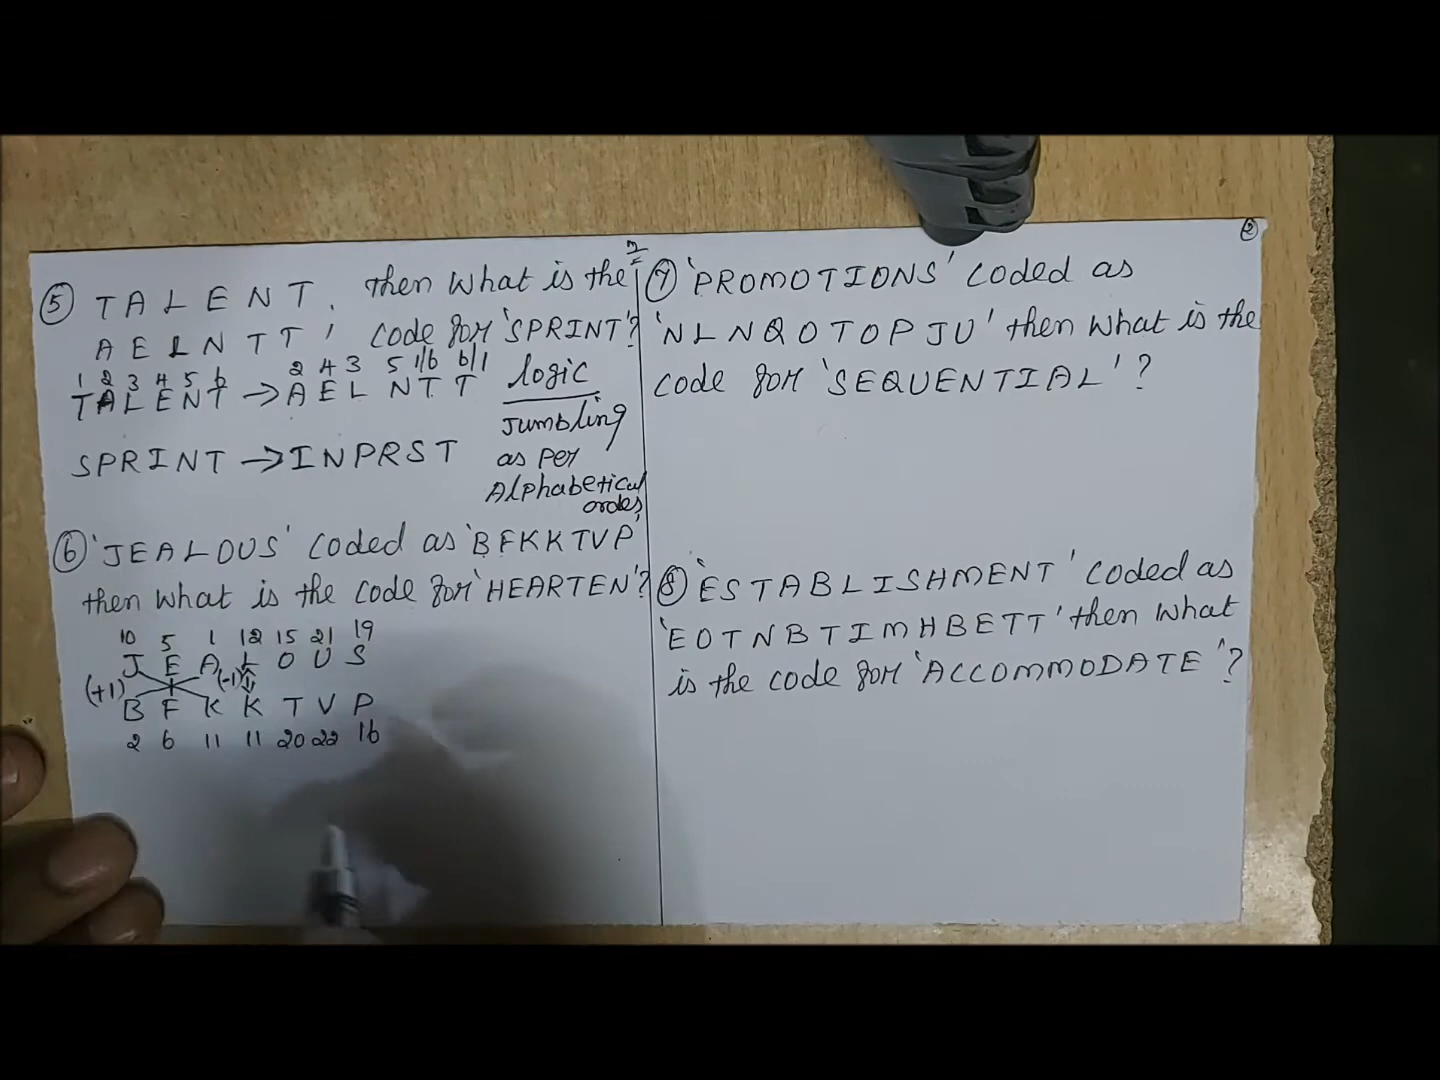 ②
⑤ TALENT, then what is the
AELNTT, code for 'SPRINT'?
1 2 3 4 5 6 2 4 3 5 1/6 6/1
TALENT → AELNTT logic
Jumbling
SPRINT → INPRST as per
Alphabetical
order
⑥ 'JEALOUS' coded as 'BFKKTVP'
then what is the code for 'HEARTEN'?
10 5 1 12 15 21 19
J E A L O U S
(+1) (-1)
B F K K T V P
2 6 11 11 20 22 16
⑦ 'PROMOTIONS' coded as
'NLNQOTOPJU' then what is the
code for 'SEQUENTIAL'?
⑧ 'ESTABLISHMENT' coded as
'EOTNBTIMHBETT' then what
is the code for 'ACCOMMODATE'?